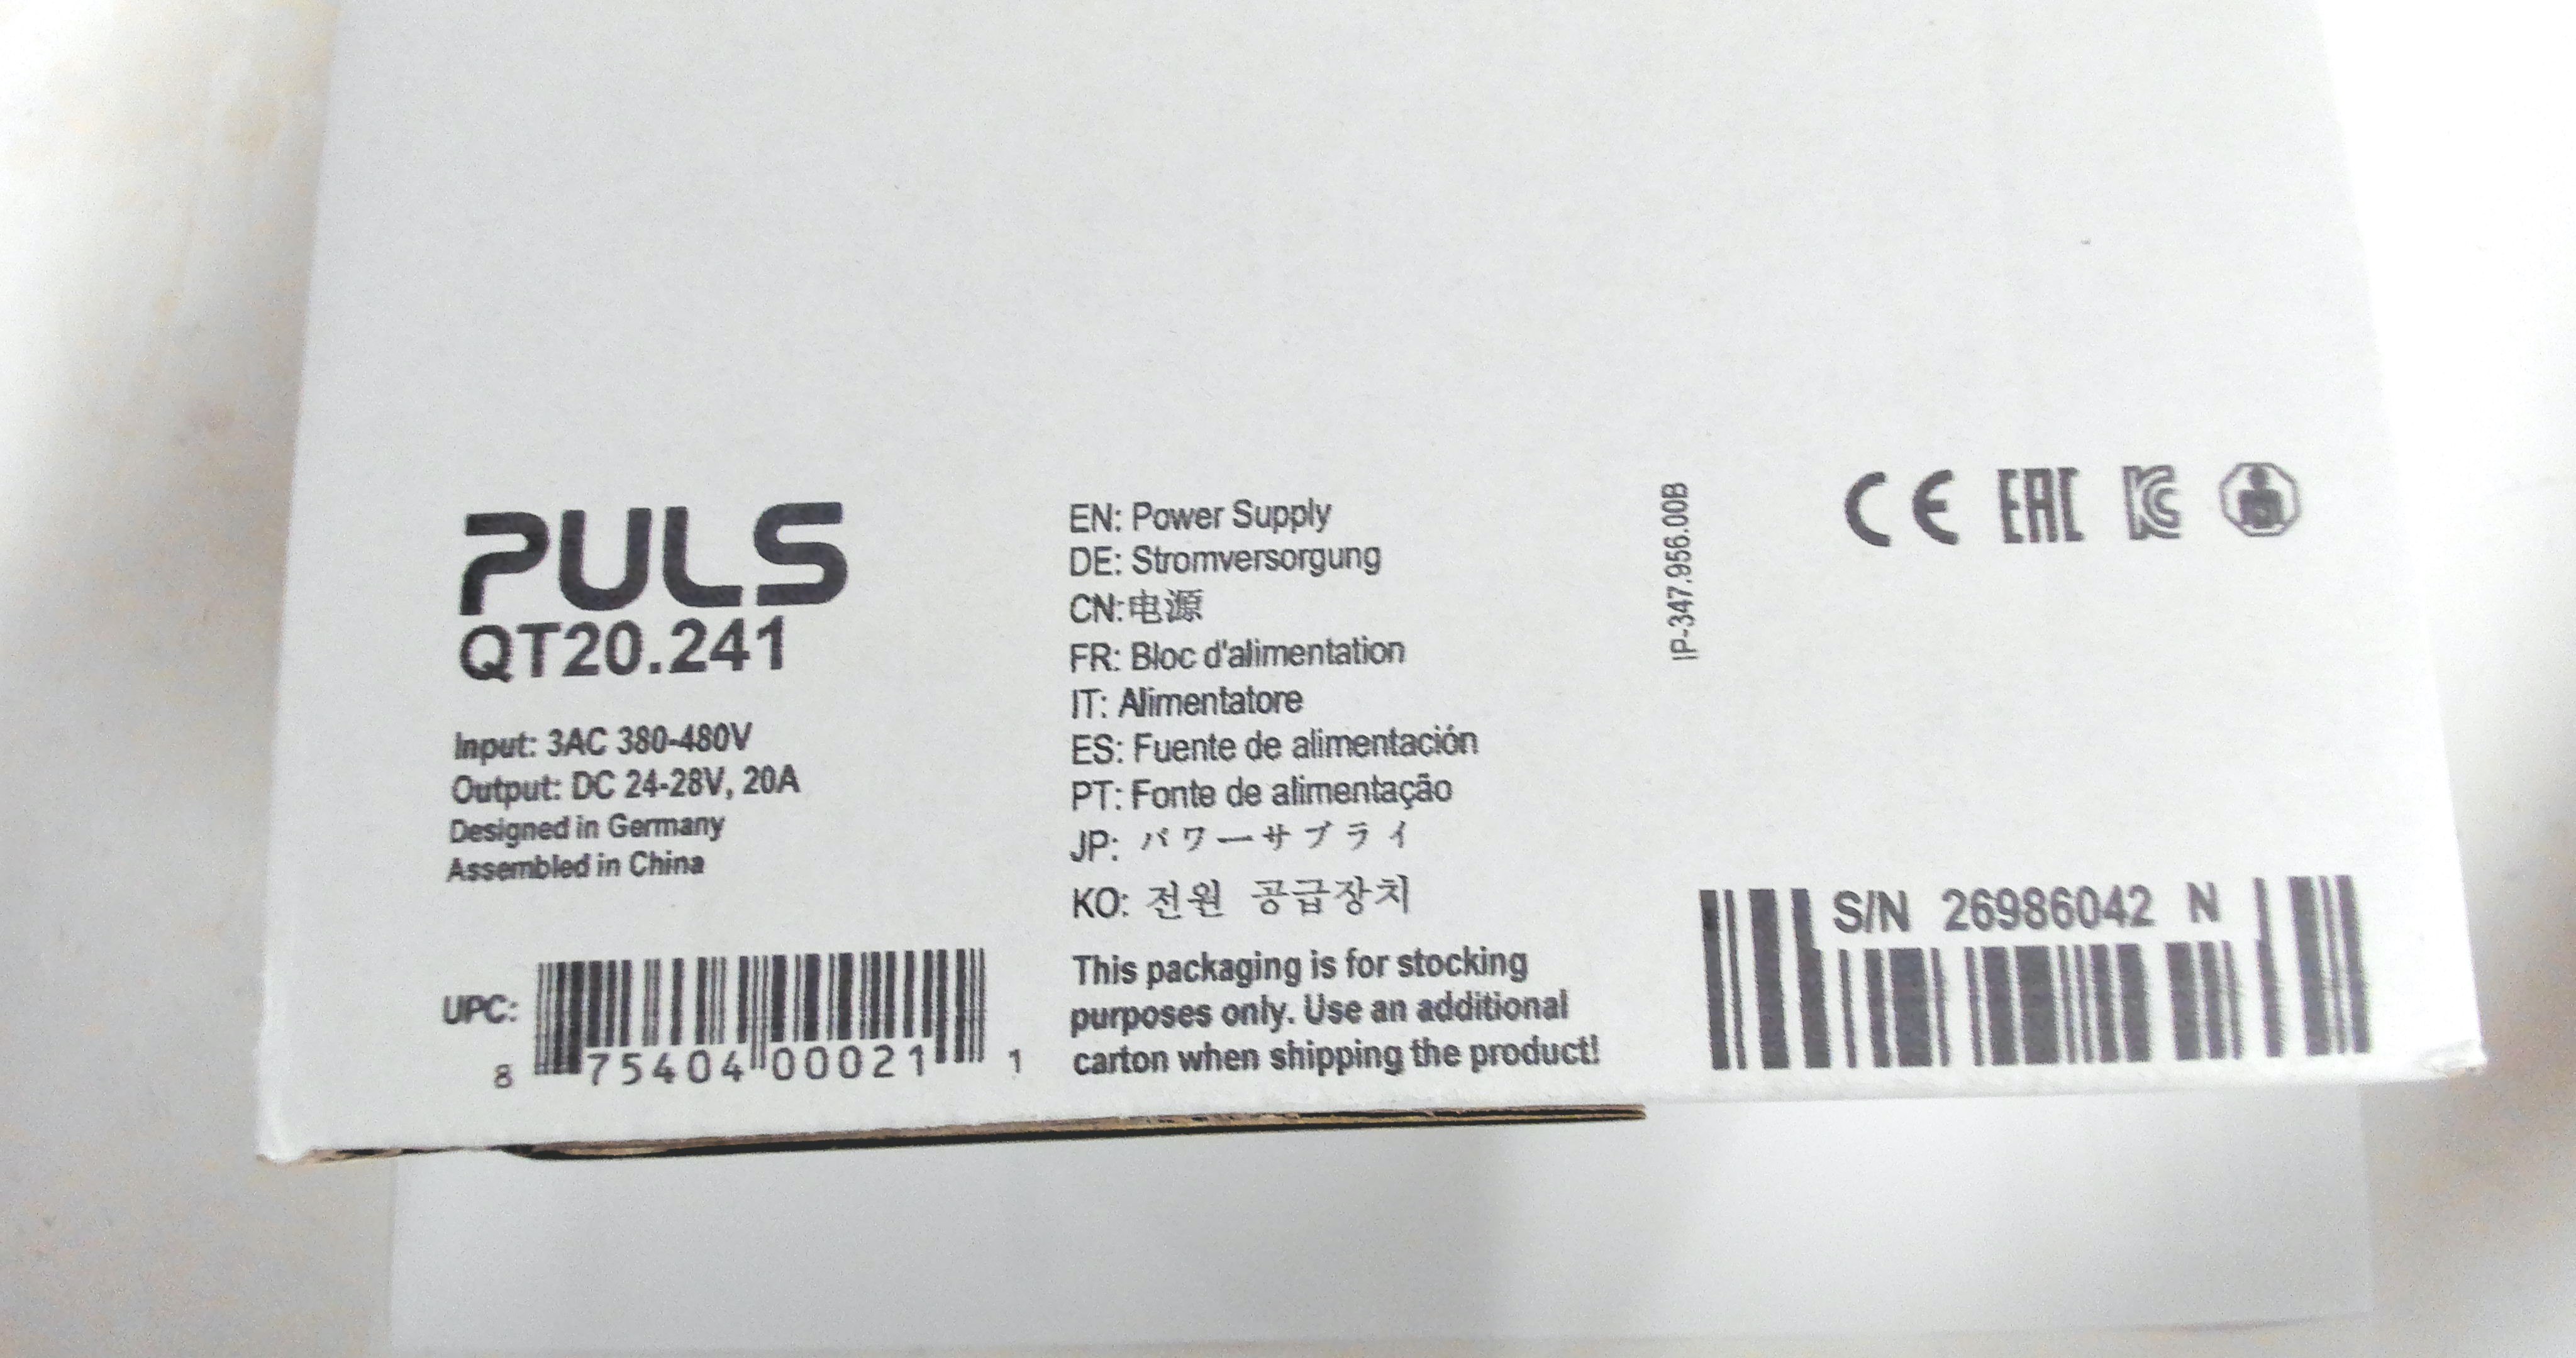 PULS
QT20.241
Input: 3AC 380-480V
Output: DC 24-28V, 20A
Designed in Germany
Assembled in China
UPC:
8 75404 00021 1
EN: Power Supply
DE: Stromversorgung
CN:电源
FR: Bloc d'alimentation
IT: Alimentatore
ES: Fuente de alimentación
PT: Fonte de alimentação
JP: パワーサプライ
KO: 전원 공급장치
This packaging is for stocking
purposes only. Use an additional
carton when shipping the product!
IP-347.956.00B
CE EAC KC
S/N 26986042 N